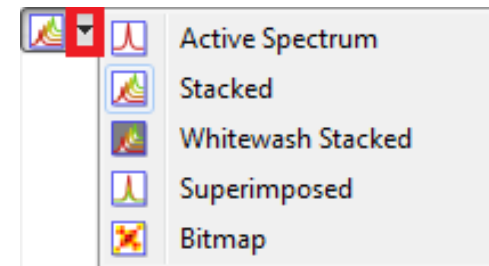 Active Spectrum
Stacked
Whitewash Stacked
Superimposed
Bitmap